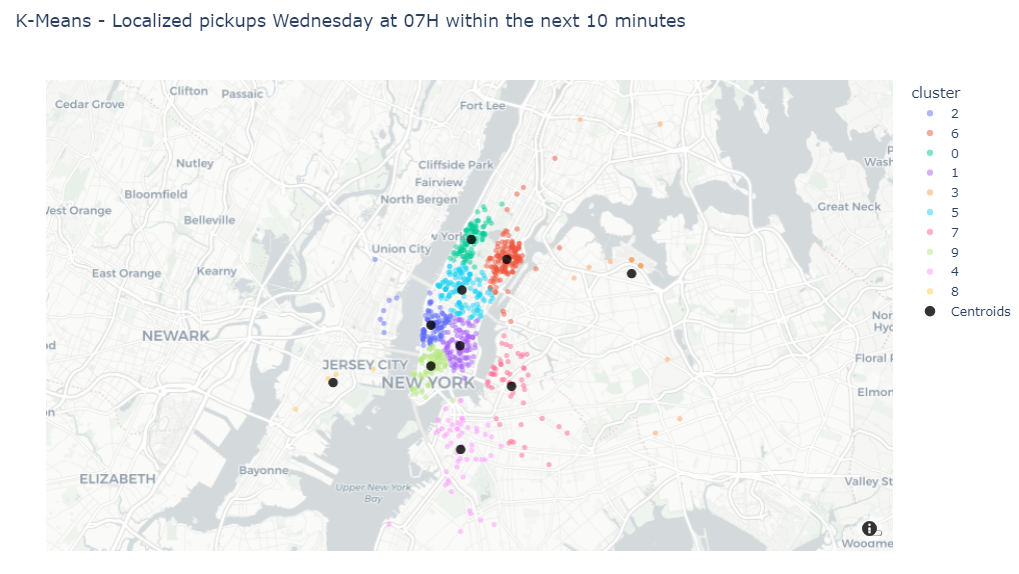 K-Means - Localized pickups Wednesday at 07H within the next 10 minutes
cluster
2
6
0
1
3
5
7
9
4
8
Centroids
Clifton
Passaic
Cedar Grove
Fort Lee
Nutley
Cliffside Park
Fairview
Bloomfield
North Bergen
West Orange
Belleville
Great Neck
Union City
East Orange
Kearny
NEWARK
JERSEY CITY
NEW YORK
Floral
Elmon
Bayonne
ELIZABETH
Upper New York
Bay
Valley St
Woodme